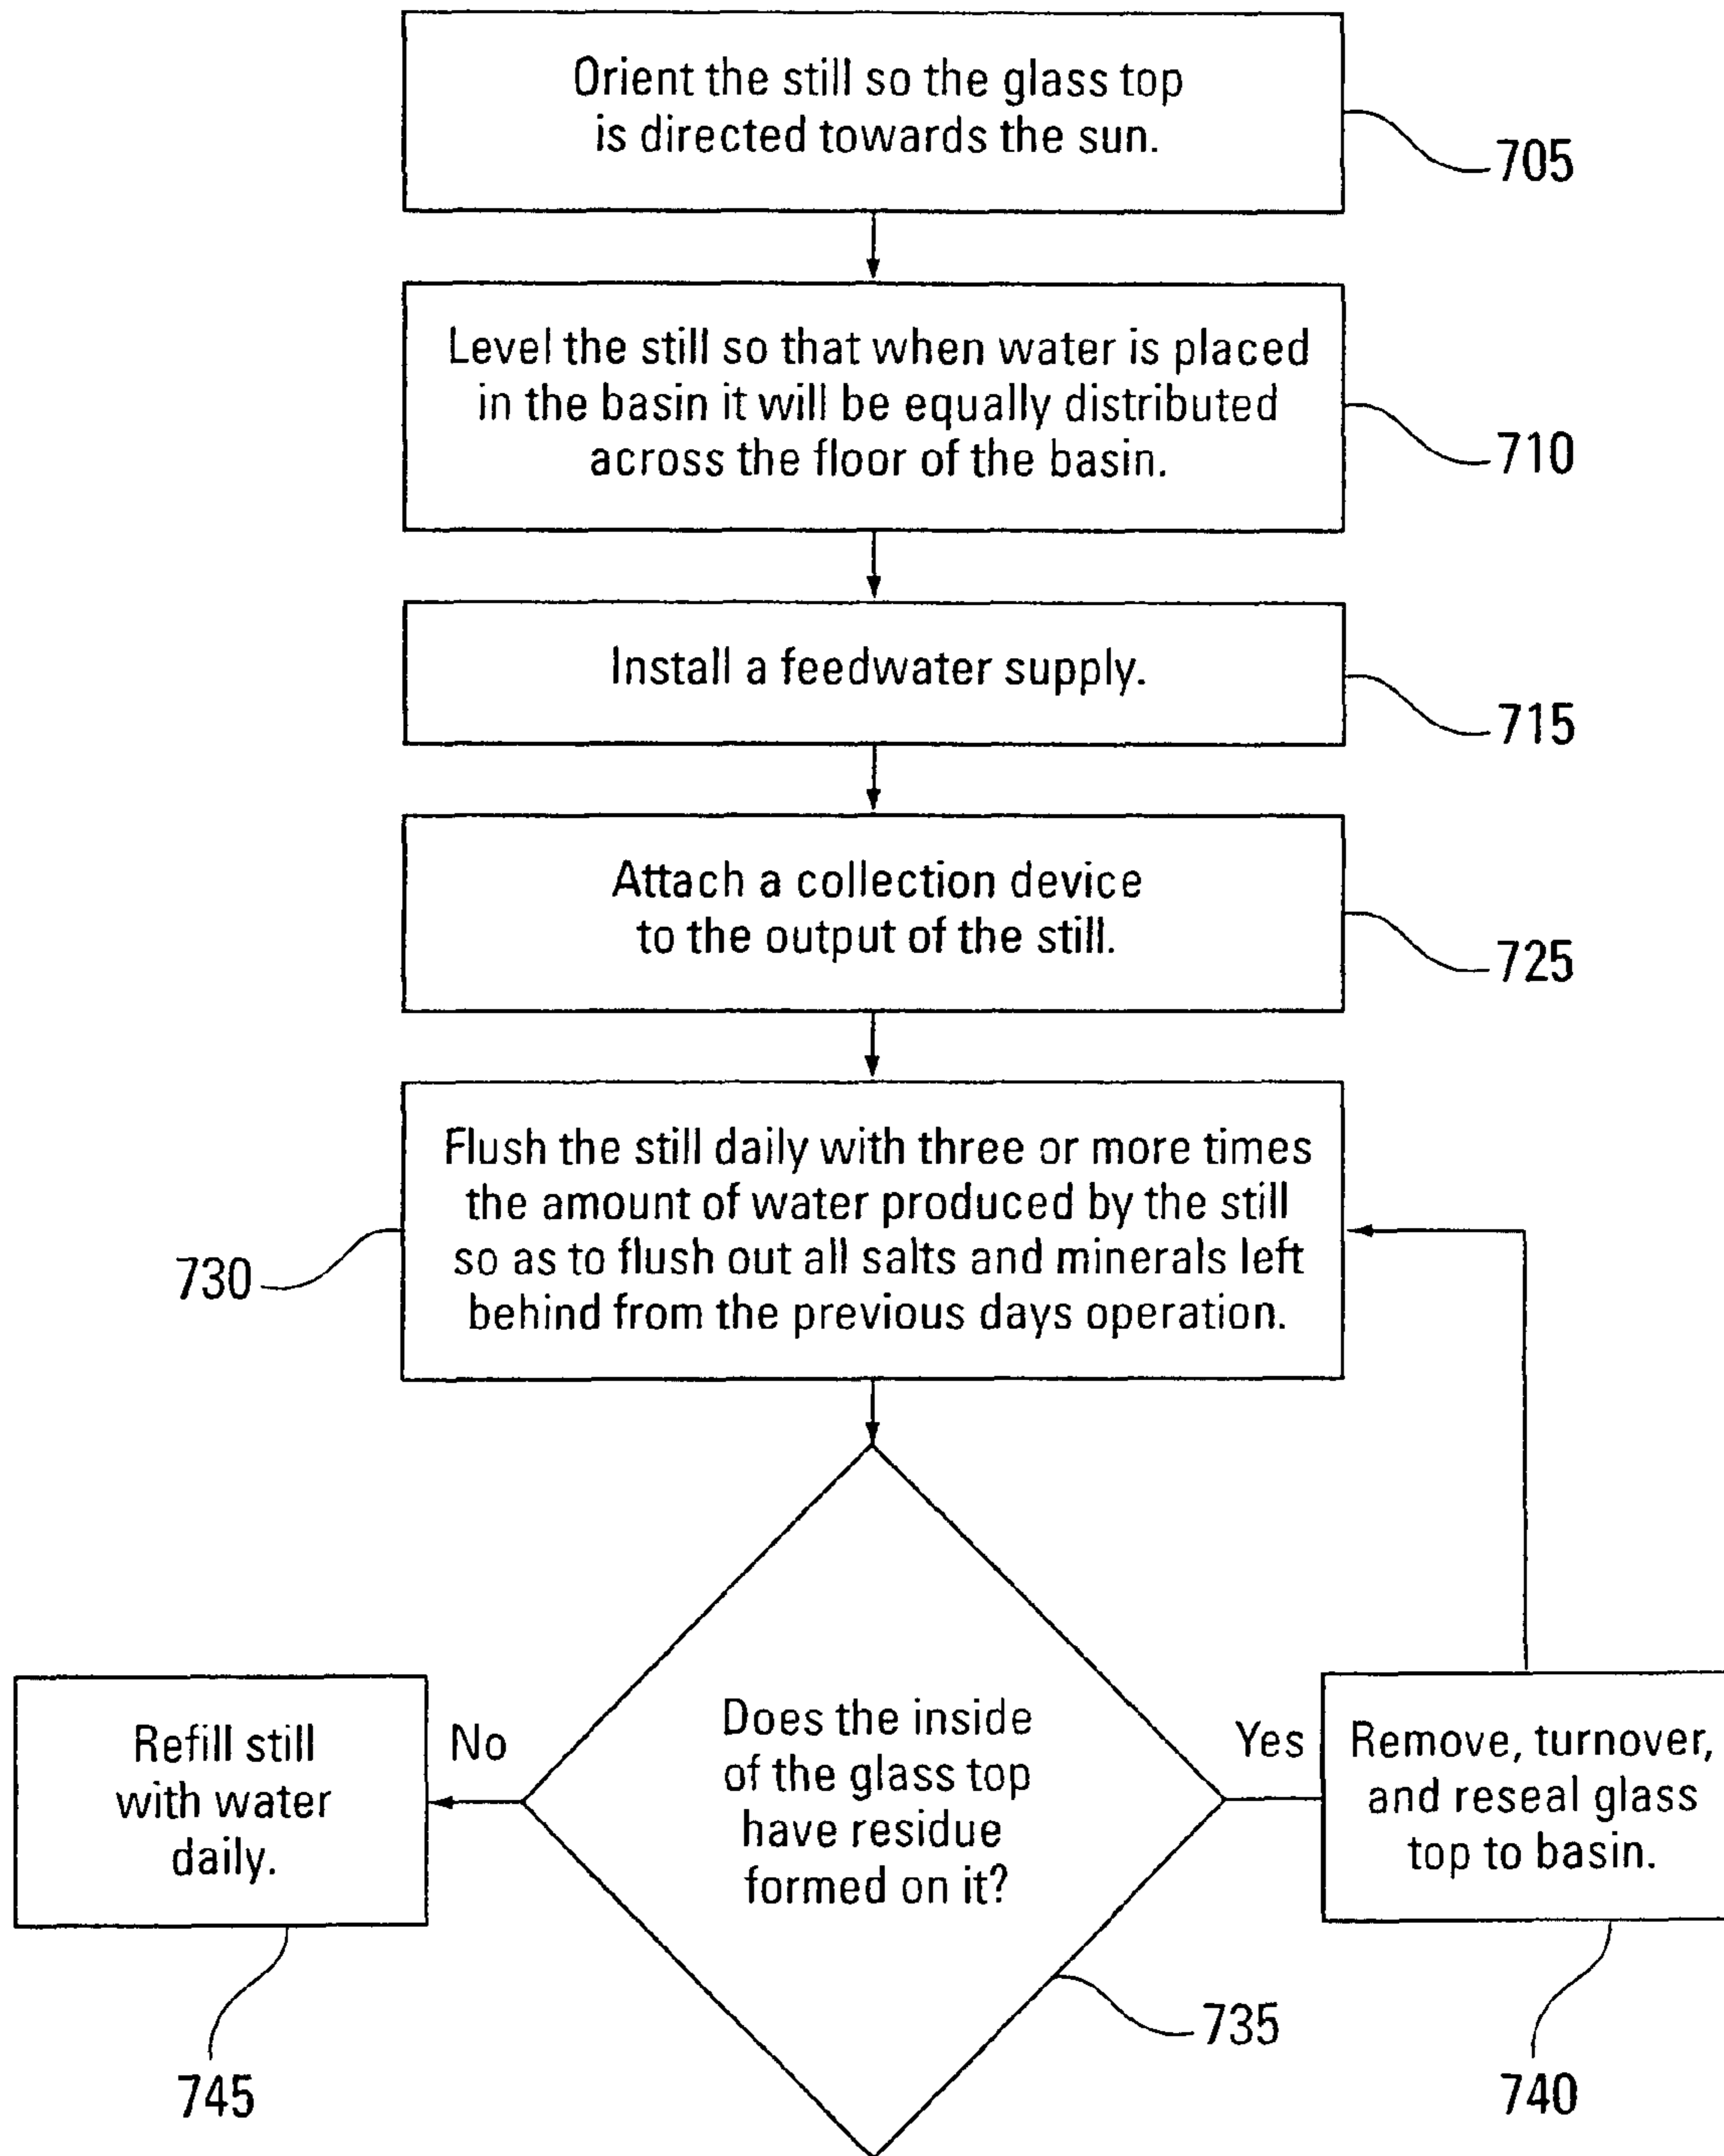 Orient the still so the glass top
is directed towards the sun.
705
Level the still so that when water is placed
in the basin it will be equally distributed
across the floor of the basin.
710
Install a feedwater supply.
715
Attach a collection device
to the output of the still.
725
Flush the still daily with three or more times
the amount of water produced by the still
so as to flush out all salts and minerals left
behind from the previous days operation.
730
Does the inside
of the glass top
have residue
formed on it?
735
No
Refill still
with water
daily.
745
Yes
Remove, turnover,
and reseal glass
top to basin.
740